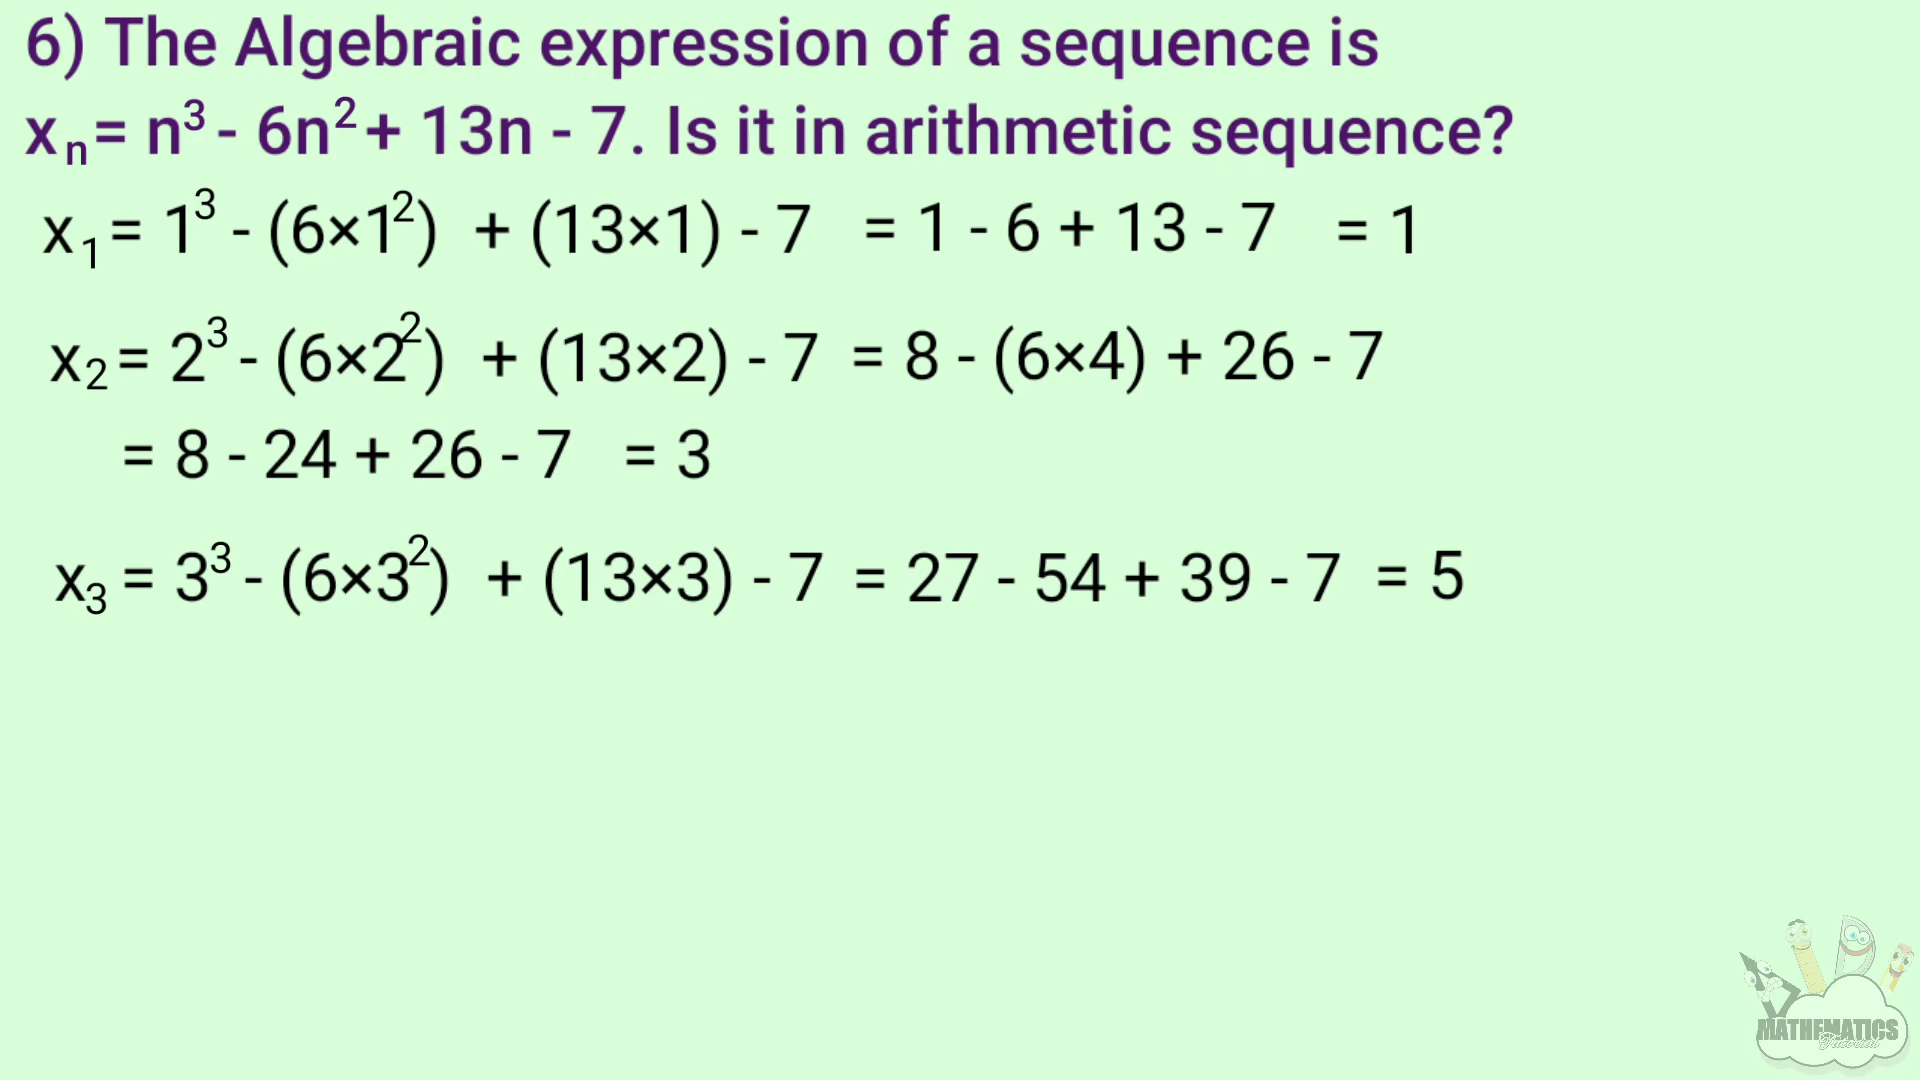 6) The Algebraic expression of a sequence is
xₙ= n³ - 6n² + 13n - 7. Is it in arithmetic sequence?
x₁ = 1³ - (6×1²) + (13×1) - 7 = 1 - 6 + 13 - 7 = 1
x₂ = 2³ - (6×2²) + (13×2) - 7 = 8 - (6×4) + 26 - 7
= 8 - 24 + 26 - 7 = 3
x₃ = 3³ - (6×3²) + (13×3) - 7 = 27 - 54 + 39 - 7 = 5
MATHEMATICS
Tutorial